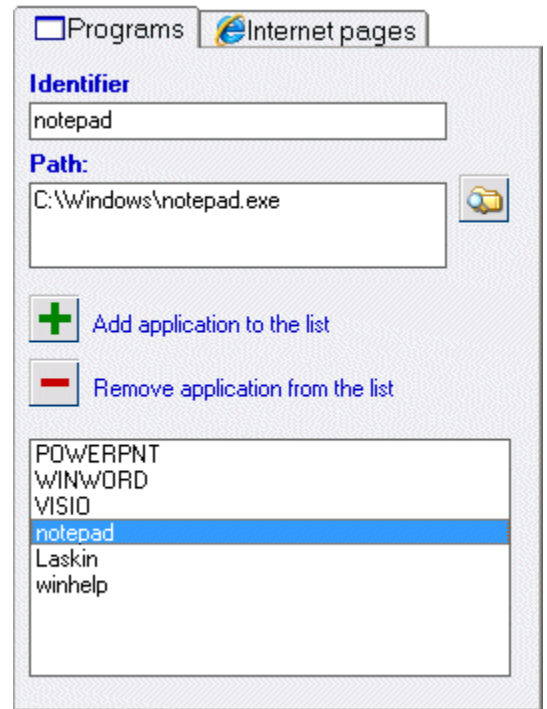 Programs
Internet pages
Identifier
notepad
Path:
C:\Windows\notepad.exe
Add application to the list
Remove application from the list
POWERPNT
WINWORD
VISIO
notepad
Laskin
winhelp